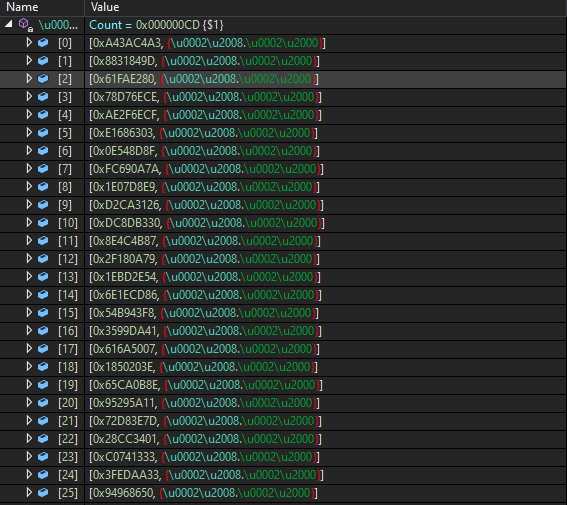 Name Value
\u000... Count = 0x000000CD {$1}
[0] [0xA43AC4A3, {\u0002\u2008.\u0002\u2000}]
[1] [0x8831849D, {\u0002\u2008.\u0002\u2000}]
[2] [0x61FAE280, {\u0002\u2008.\u0002\u2000}]
[3] [0x78D76ECE, {\u0002\u2008.\u0002\u2000}]
[4] [0xAE2F6ECF, {\u0002\u2008.\u0002\u2000}]
[5] [0xE1686303, {\u0002\u2008.\u0002\u2000}]
[6] [0x0E548D8F, {\u0002\u2008.\u0002\u2000}]
[7] [0xFC690A7A, {\u0002\u2008.\u0002\u2000}]
[8] [0x1E07D8E9, {\u0002\u2008.\u0002\u2000}]
[9] [0xD2CA3126, {\u0002\u2008.\u0002\u2000}]
[10] [0xDC8DB330, {\u0002\u2008.\u0002\u2000}]
[11] [0x8E4C4B87, {\u0002\u2008.\u0002\u2000}]
[12] [0x2F180A79, {\u0002\u2008.\u0002\u2000}]
[13] [0x1EBD2E54, {\u0002\u2008.\u0002\u2000}]
[14] [0x6E1ECD86, {\u0002\u2008.\u0002\u2000}]
[15] [0x54B943F8, {\u0002\u2008.\u0002\u2000}]
[16] [0x3599DA41, {\u0002\u2008.\u0002\u2000}]
[17] [0x616A5007, {\u0002\u2008.\u0002\u2000}]
[18] [0x1850203E, {\u0002\u2008.\u0002\u2000}]
[19] [0x65CA0B8E, {\u0002\u2008.\u0002\u2000}]
[20] [0x95295A11, {\u0002\u2008.\u0002\u2000}]
[21] [0x72D83E7D, {\u0002\u2008.\u0002\u2000}]
[22] [0x28CC3401, {\u0002\u2008.\u0002\u2000}]
[23] [0xC0741333, {\u0002\u2008.\u0002\u2000}]
[24] [0x3FEDAA33, {\u0002\u2008.\u0002\u2000}]
[25] [0x94968650, {\u0002\u2008.\u0002\u2000}]